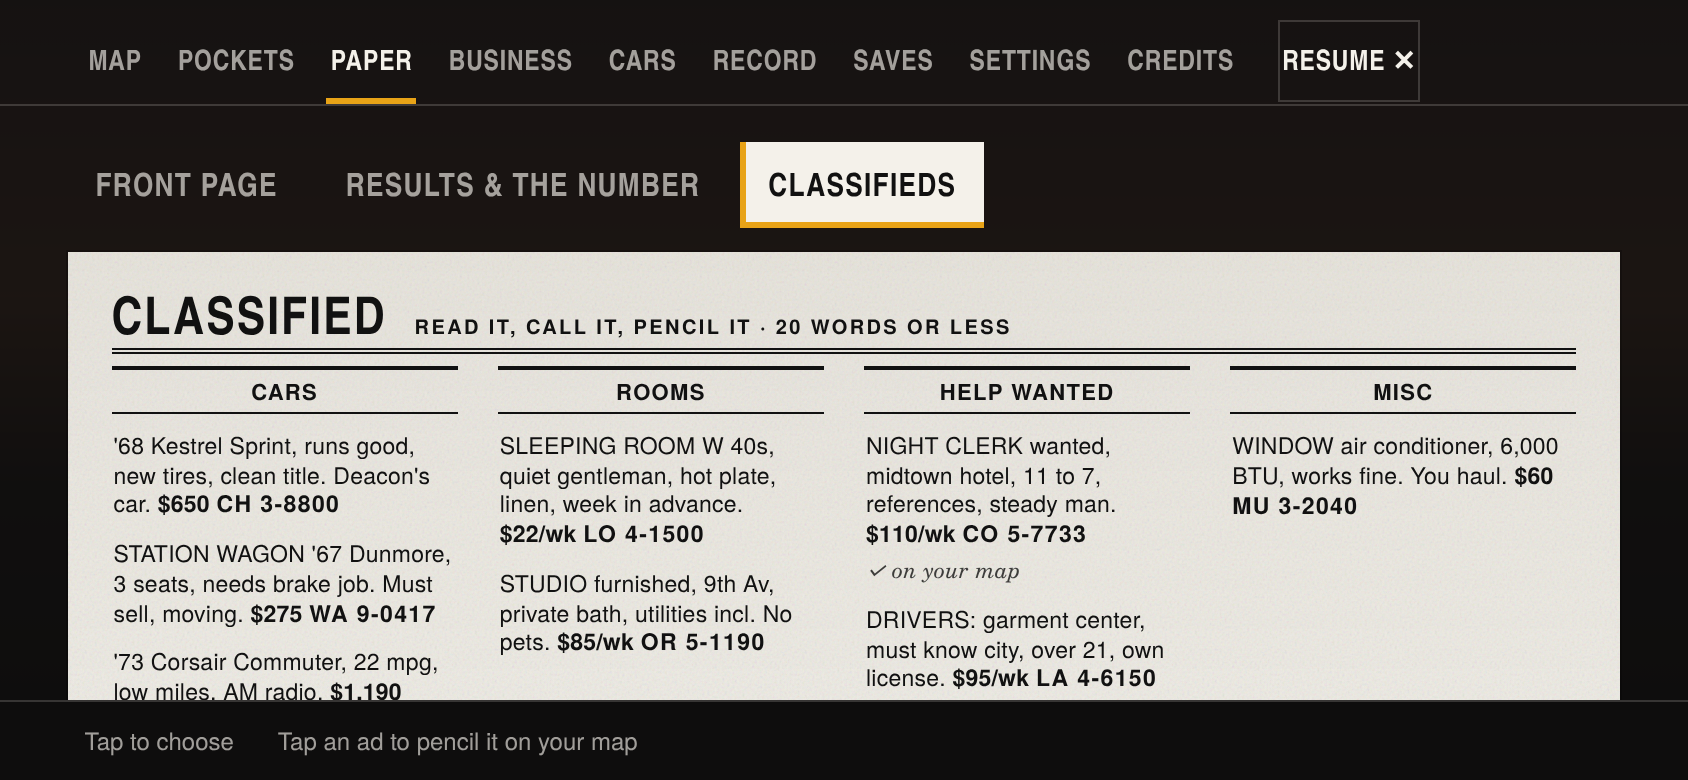 MAP POCKETS PAPER BUSINESS CARS RECORD SAVES SETTINGS CREDITS RESUME ✕
FRONT PAGE RESULTS & THE NUMBER CLASSIFIEDS
CLASSIFIED READ IT, CALL IT, PENCIL IT · 20 WORDS OR LESS
CARS
'68 Kestrel Sprint, runs good,
new tires, clean title. Deacon's
car. $650 CH 3-8800
STATION WAGON '67 Dunmore,
3 seats, needs brake job. Must
sell, moving. $275 WA 9-0417
'73 Corsair Commuter, 22 mpg,
low miles, AM radio. $1,190
ROOMS
SLEEPING ROOM W 40s,
quiet gentleman, hot plate,
linen, week in advance.
$22/wk LO 4-1500
STUDIO furnished, 9th Av,
private bath, utilities incl. No
pets. $85/wk OR 5-1190
HELP WANTED
NIGHT CLERK wanted,
midtown hotel, 11 to 7,
references, steady man.
$110/wk CO 5-7733
✓ on your map
DRIVERS: garment center,
must know city, over 21, own
license. $95/wk LA 4-6150
MISC
WINDOW air conditioner, 6,000
BTU, works fine. You haul. $60
MU 3-2040
Tap to choose Tap an ad to pencil it on your map